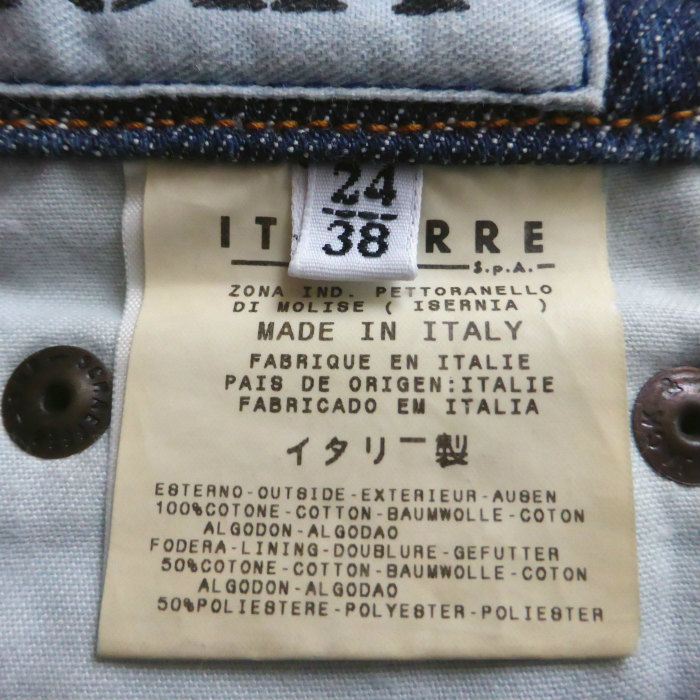 24
38
IT RRE
S.p.A.
ZONA IND. PETTORANELLO
DI MOLISE ( ISERNIA )
MADE IN ITALY
FABRIQUE EN ITALIE
PAIS DE ORIGEN:ITALIE
FABRICADO EM ITALIA
イタリー製
ESTERNO-OUTSIDE-EXTERIEUR-AUSEN
100%COTONE-COTTON-BAUMWOLLE-COTON
ALGODON-ALGODAO
FODERA-LINING-DOUBLURE-GEFUTTER
50%COTONE-COTTON-BAUMWOLLE-COTON
ALGODON-ALGODAO
50%POLIESTERE-POLYESTER-POLIESTER